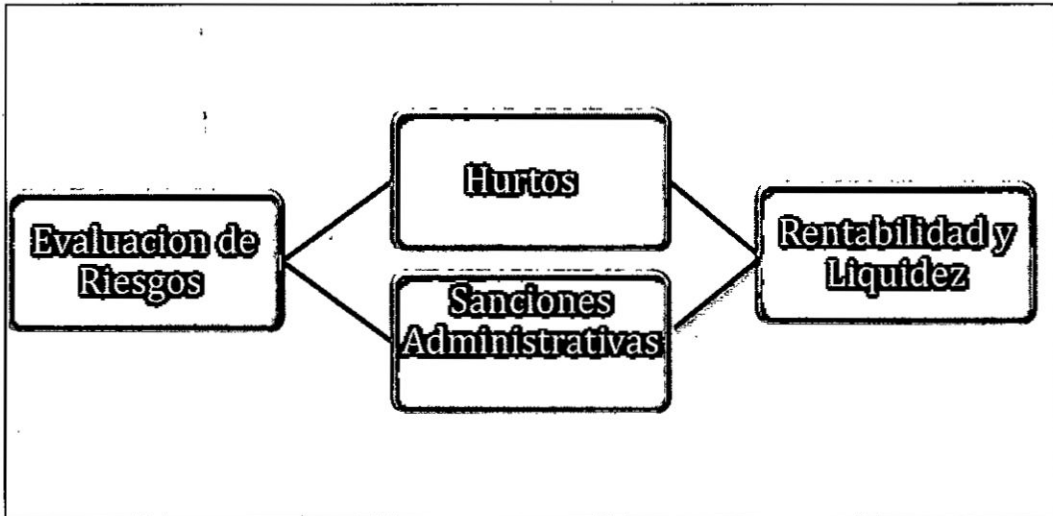 Evaluacion de
Riesgos
Hurtos
Sanciones
Administrativas
Rentabilidad y
Liquidez